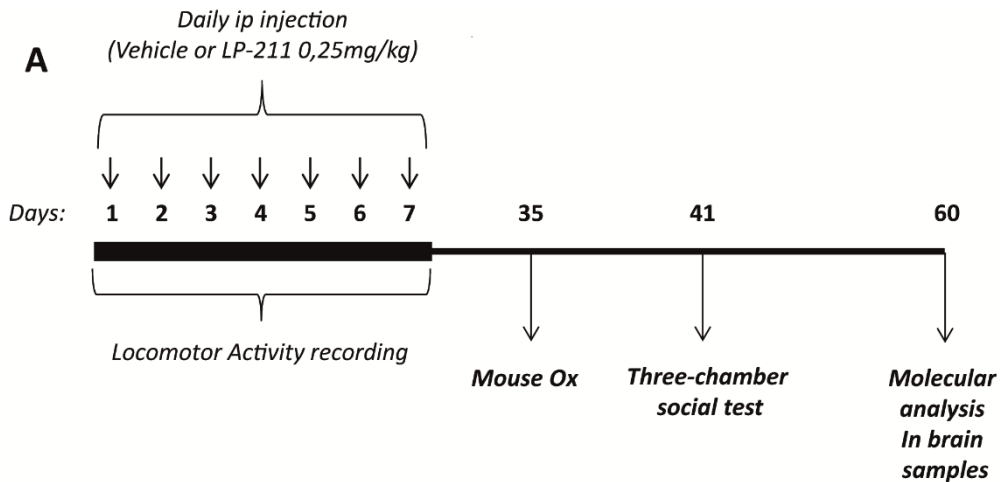 A
Daily ip injection
(Vehicle or LP-211 0,25mg/kg)
Days: 1 2 3 4 5 6 7 35 41 60
Locomotor Activity recording
Mouse Ox
Three-chamber
social test
Molecular
analysis
In brain
samples